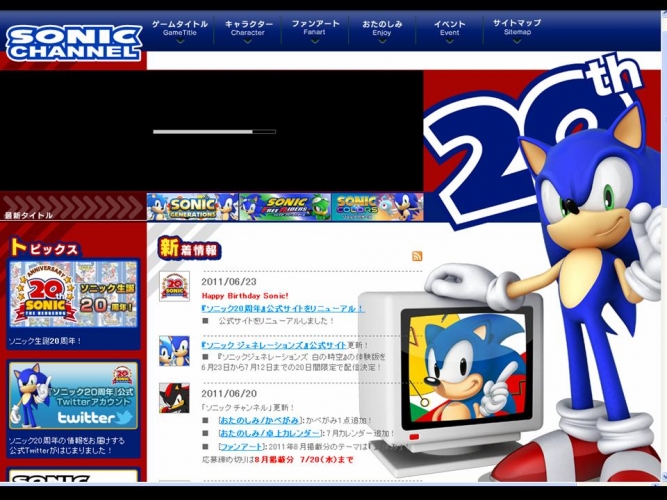 SONIC
CHANNEL
ゲームタイトル
GameTitle
キャラクター
Character
ファンアート
Fanart
おたのしみ
Enjoy
イベント
Event
サイトマップ
Sitemap
20th
最新タイトル
SONIC
GENERATIONS
SONIC
FREE RIDERS
SONIC
COLORS
トピックス
ANNIVERSARY
20th
SONIC
THE HEDGEHOG
ソニック生誕
20周年!
ソニック生誕20周年!
『ソニック20周年』公式
Twitterアカウント
twitter
ソニック20周年の情報をお届けする
公式Twitterがはじまりました!
SONIC
新着情報
2011/06/23
Happy Birthday Sonic!
『ソニック20周年』公式サイトをリニューアル!
■ 公式サイトをリニューアルしました!
『ソニック ジェネレーションズ』公式サイト更新!
■ 『ソニックジェネレーションズ 白の時空』の体験版を
6月23日から7月12日までの20日間限定で配信決定!
2011/06/20
「ソニックチャンネル」更新!
■ [おたのしみ/かべがみ]:かべがみ1点追加!
■ [おたのしみ/卓上カレンダー]:7月カレンダー追加!
■ [ファンアート]:2011年8月掲載分のテーマは
応募締め切りは8月掲載分 7/20(水)まで